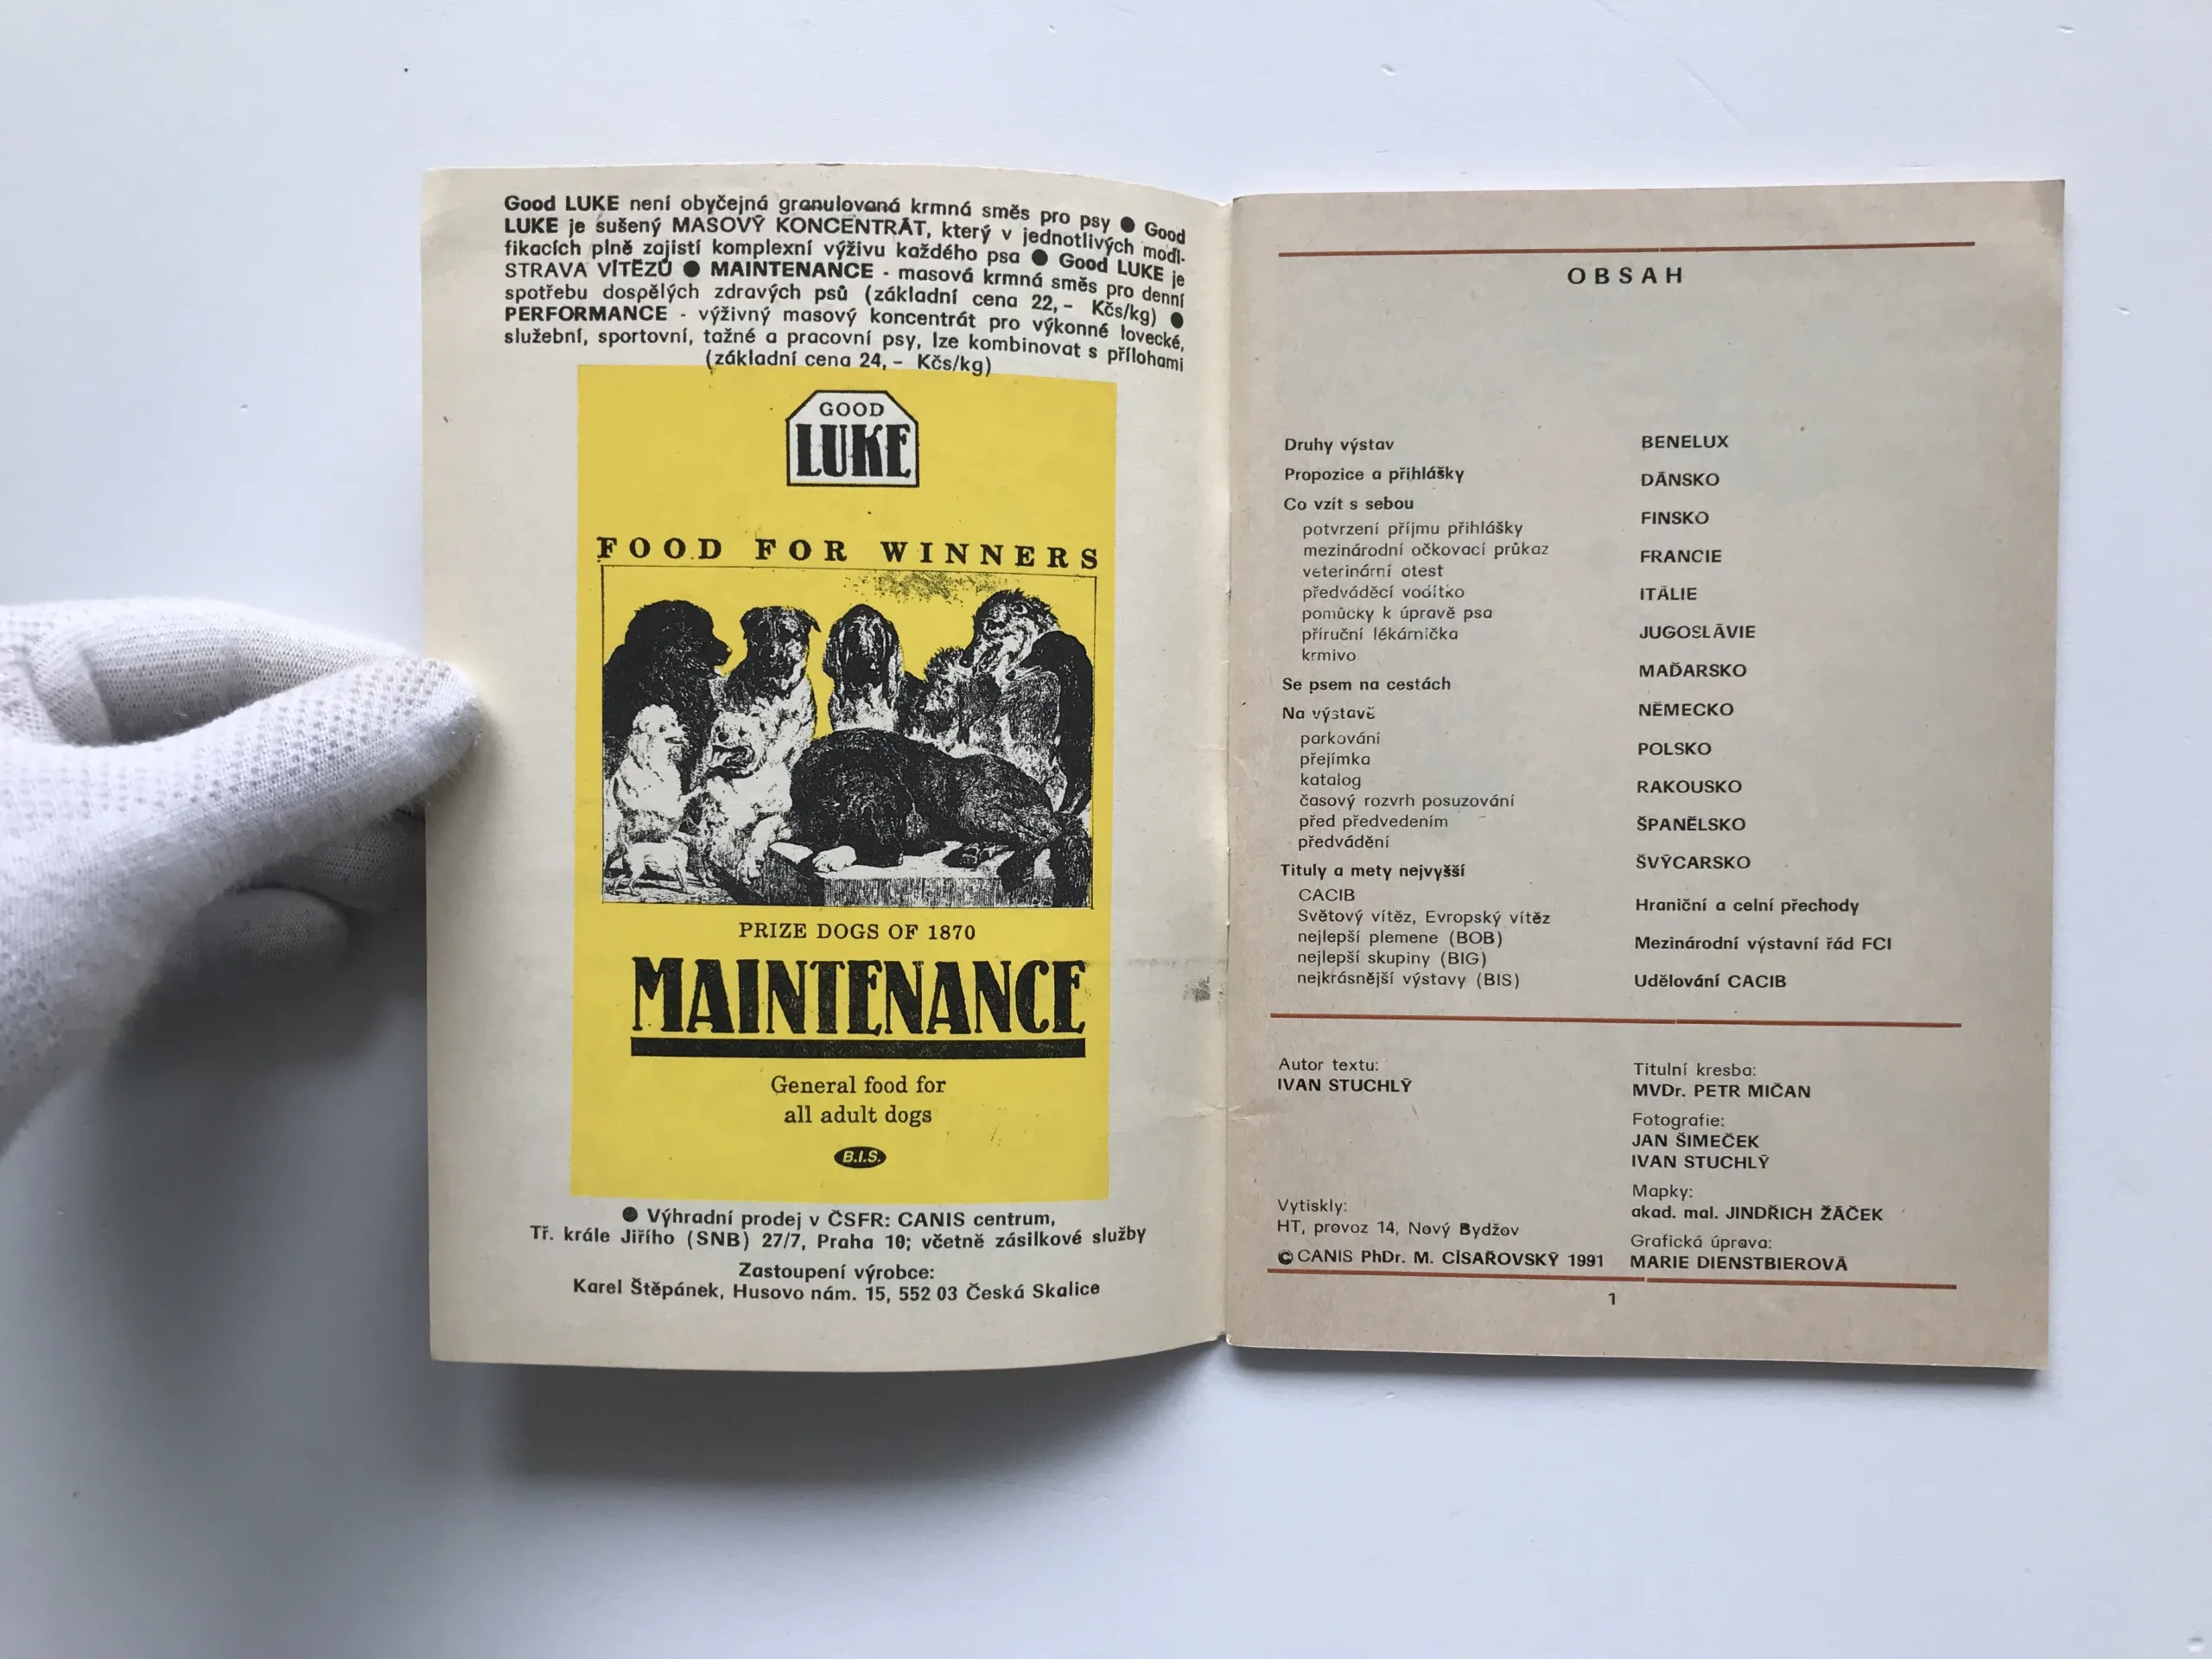 Good LUKE není obyčejná granulovaná krmná směs pro psy ● Good
LUKE je sušený MASOVÝ KONCENTRÁT, který v jednotlivých modi-
fikacích plně zajistí komplexní výživu každého psa ● Good LUKE je
STRAVA VÍTĚZŮ ● MAINTENANCE - masová krmná směs pro denní
spotřebu dospělých zdravých psů (základní cena 22,- Kčs/kg) ●
PERFORMANCE - výživný masový koncentrát pro výkonné lovecké,
služební, sportovní, tažné a pracovní psy, lze kombinovat s přílohami
(základní cena 24,- Kčs/kg)
GOOD
LUKE
FOOD FOR WINNERS
PRIZE DOGS OF 1870
MAINTENANCE
General food for
all adult dogs
B.I.S.
● Výhradní prodej v ČSFR: CANIS centrum,
Tř. krále Jiřího (SNB) 27/7, Praha 10; včetně zásilkové služby
Zastoupení výrobce:
Karel Štěpánek, Husovo nám. 15, 552 03 Česká Skalice
OBSAH
Druhy výstav
Propozice a přihlášky
Co vzít s sebou
potvrzení příjmu přihlášky
mezinárodní očkovací průkaz
veterinární otest
předváděcí vodítko
pomůcky k úpravě psa
příruční lékárnička
krmivo
Se psem na cestách
Na výstavě
parkování
přejímka
katalog
časový rozvrh posuzování
před předvedením
předvádění
Tituly a mety nejvyšší
CACIB
Světový vítěz, Evropský vítěz
nejlepší plemene (BOB)
nejlepší skupiny (BIG)
nejkrásnější výstavy (BIS)
BENELUX
DÁNSKO
FINSKO
FRANCIE
ITÁLIE
JUGOSLÁVIE
MAĎARSKO
NĚMECKO
POLSKO
RAKOUSKO
ŠPANĚLSKO
ŠVÝCARSKO
Hraniční a celní přechody
Mezinárodní výstavní řád FCI
Udělování CACIB
Autor textu:
IVAN STUCHLÝ
Vytiskly:
HT, provoz 14, Nový Bydžov
© CANIS PhDr. M. CÍSAŘOVSKÝ 1991
Titulní kresba:
MVDr. PETR MIČAN
Fotografie:
JAN ŠIMEČEK
IVAN STUCHLÝ
Mapky:
akad. mal. JINDŘICH ŽÁČEK
Grafická úprava:
MARIE DIENSTBIEROVÁ
1